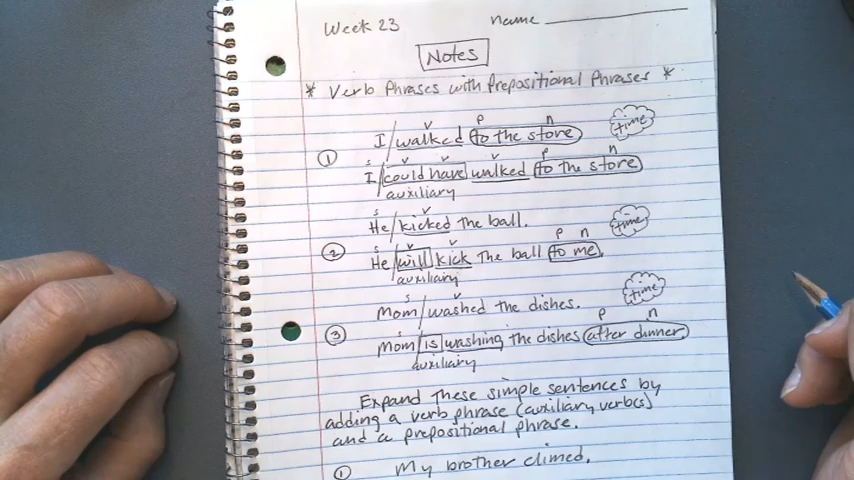 Week 23 name
Notes
* Verb Phrases with Prepositional Phrases *
v p n
I/walked to the store time
s v v v p n
① I/could have walked to the store
auxiliary
s v
He/kicked the ball. time
s v v p n
② He/will kick the ball to me.
auxiliary
s v
Mom/washed the dishes. time
s p n
③ Mom/is washing the dishes after dinner.
auxiliary
Expand these simple sentences by
adding a verb phrase (auxiliary verb(s)
and a prepositional phrase.
① My brother climed.